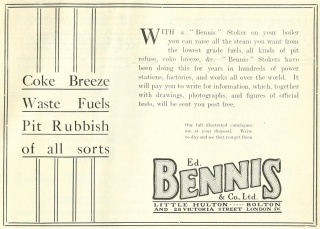 Coke Breeze
Waste Fuels
Pit Rubbish
of all sorts
WITH a "Bennis" Stoker on your boiler
you can raise all the steam you want from
the lowest grade fuels, all kinds of pit
refuse, coke breeze, &c. "Bennis" Stokers have
been doing this for years in hundreds of power
stations, factories, and works all over the world. It
will pay you to write for information, which, together
with drawings, photographs, and figures of official
tests, will be sent you post free.
Our full illustrated catalogues
are at your disposal. Write
to-day and see that you get them.
Ed.
BENNIS
& Co. Ltd.
LITTLE HULTON BOLTON
AND 28 VICTORIA STREET LONDON SW.